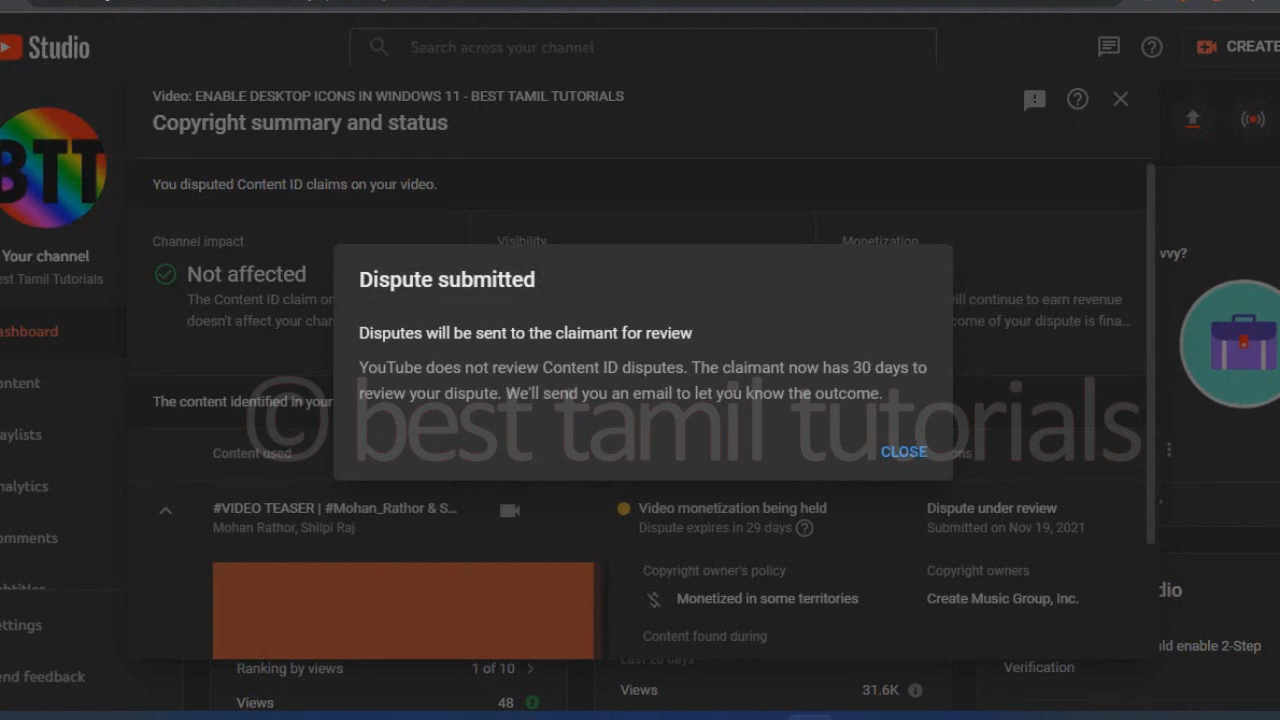 Studio
Search across your channel
CREATE
Video: ENABLE DESKTOP ICONS IN WINDOWS 11 - BEST TAMIL TUTORIALS
Copyright summary and status
BTT
You disputed Content ID claims on your video.
Your channel
est Tamil Tutorials
Channel impact
Visibility
Monetization
Not affected
The Content ID claim on
doesn't affect your chan
will continue to earn revenue
come of your dispute is fina...
vvy?
Dispute submitted
Disputes will be sent to the claimant for review
YouTube does not review Content ID disputes. The claimant now has 30 days to
review your dispute. We'll send you an email to let you know the outcome.
CLOSE
ashboard
ontent
aylists
nalytics
omments
ettings
end feedback
The content identified in your
© best tamil tutorials
Content used
ons
#VIDEO TEASER | #Mohan_Rathor & S...
Mohan Rathor, Shilpi Raj
Video monetization being held
Dispute expires in 29 days
Dispute under review
Submitted on Nov 19, 2021
Copyright owner's policy
Monetized in some territories
Copyright owners
Create Music Group, Inc.
Content found during
dio
uld enable 2-Step
Verification
Ranking by views
1 of 10
Views
48
Last 28 days
Views
31.6K